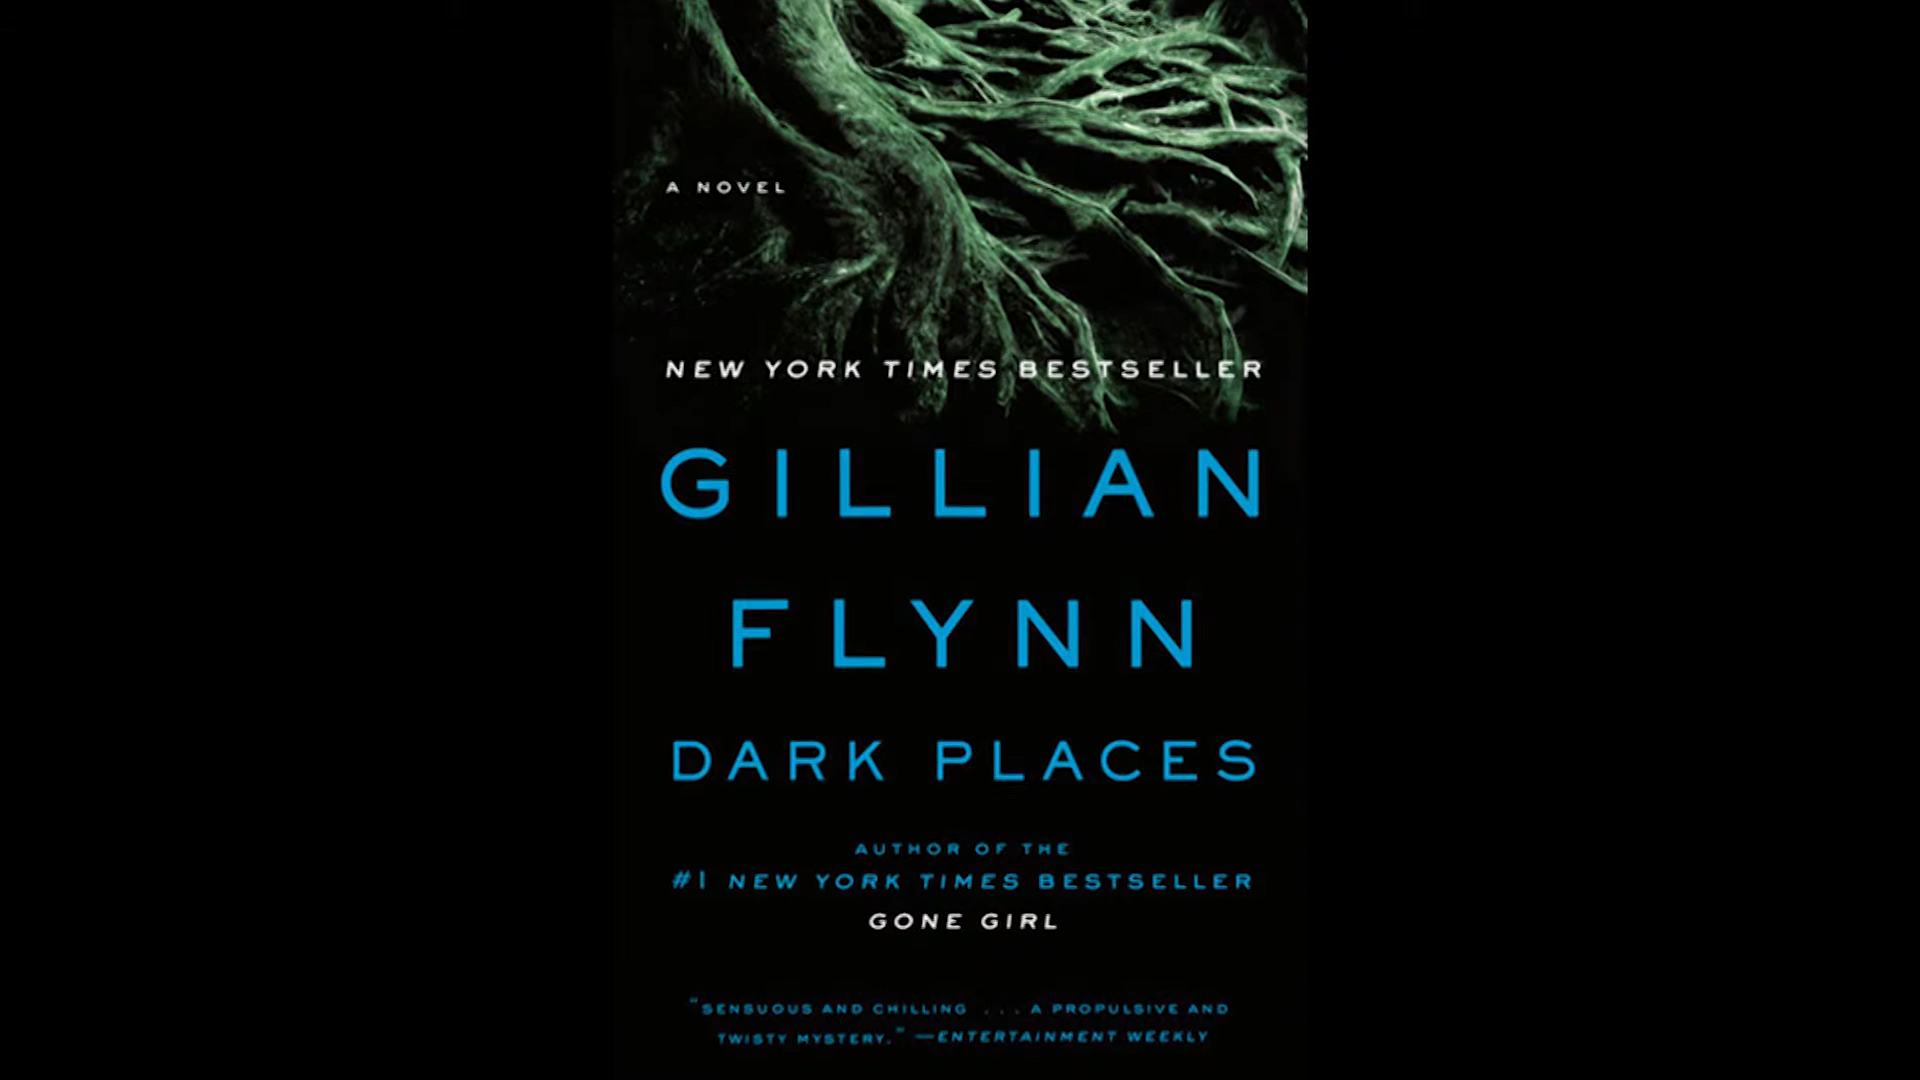 A NOVEL
NEW YORK TIMES BESTSELLER
GILLIAN
FLYNN
DARK PLACES
AUTHOR OF THE
#1 NEW YORK TIMES BESTSELLER
GONE GIRL
"SENSUOUS AND CHILLING ... A PROPULSIVE AND
TWISTY MYSTERY." —ENTERTAINMENT WEEKLY